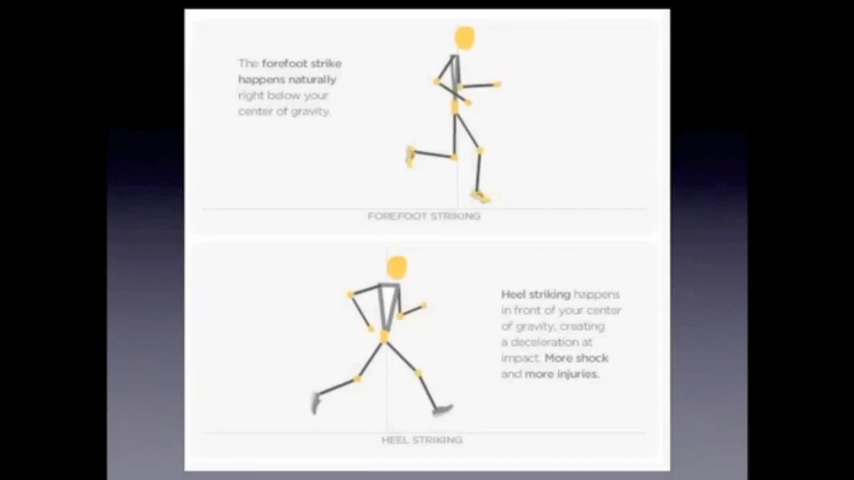 The forefoot strike
happens naturally
right below your
center of gravity.
FOREFOOT STRIKING
Heel striking happens
in front of your center
of gravity, creating
a deceleration at
impact. More shock
and more injuries.
HEEL STRIKING